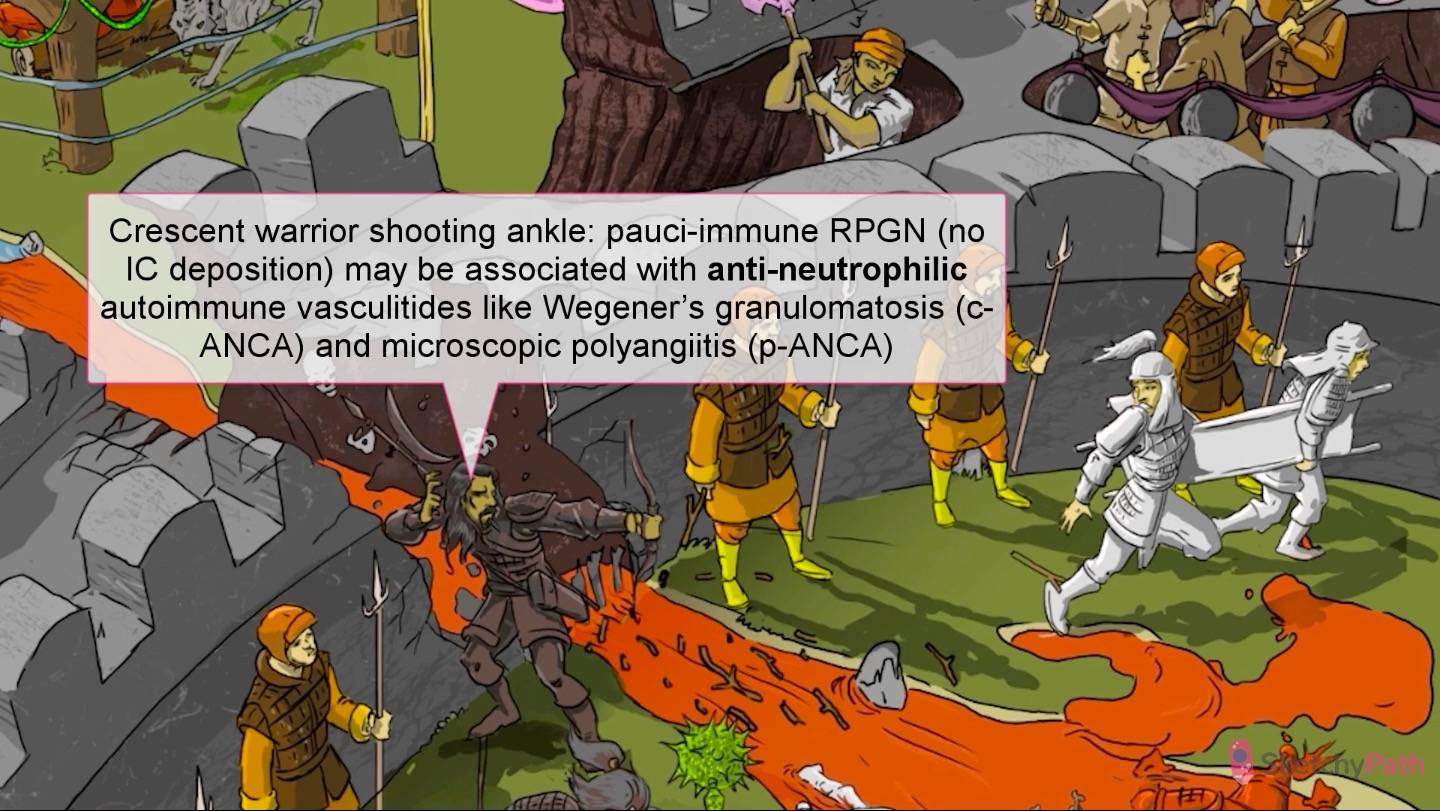 Crescent warrior shooting ankle: pauci-immune RPGN (no
IC deposition) may be associated with anti-neutrophilic
autoimmune vasculitides like Wegener’s granulomatosis (c-
ANCA) and microscopic polyangiitis (p-ANCA)
SketchyPath